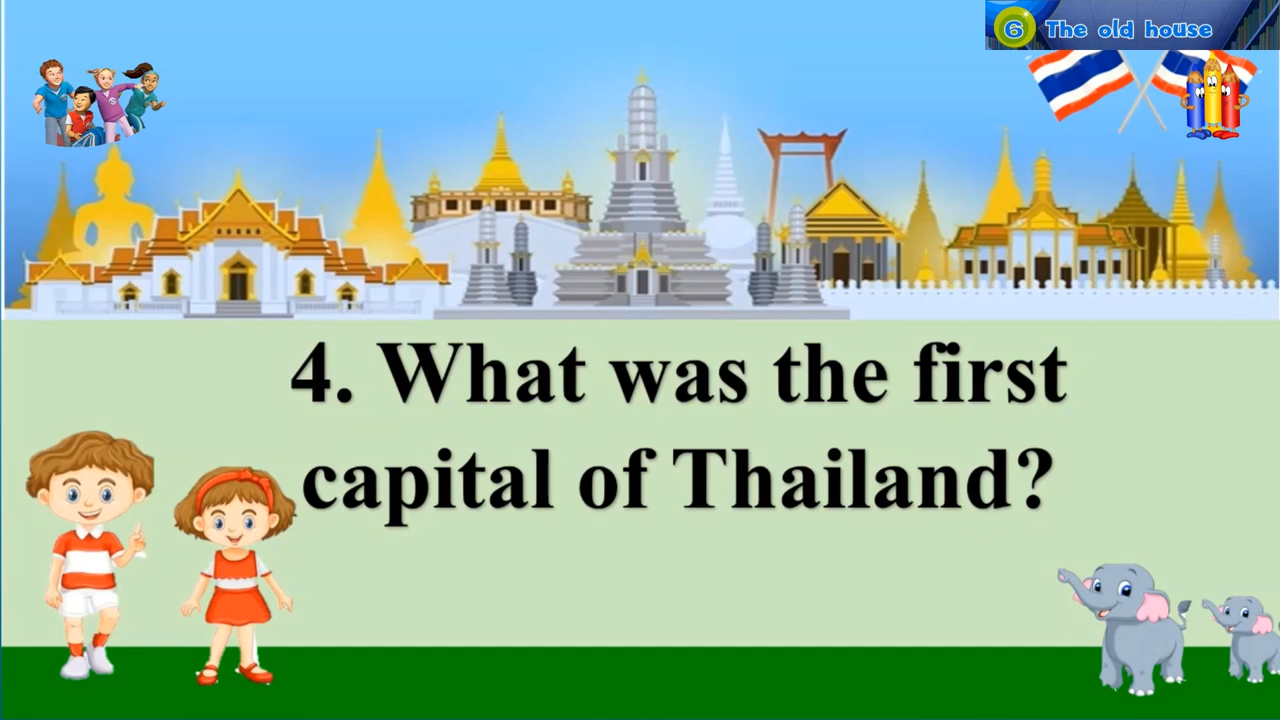 6 The old house
4. What was the first
capital of Thailand?